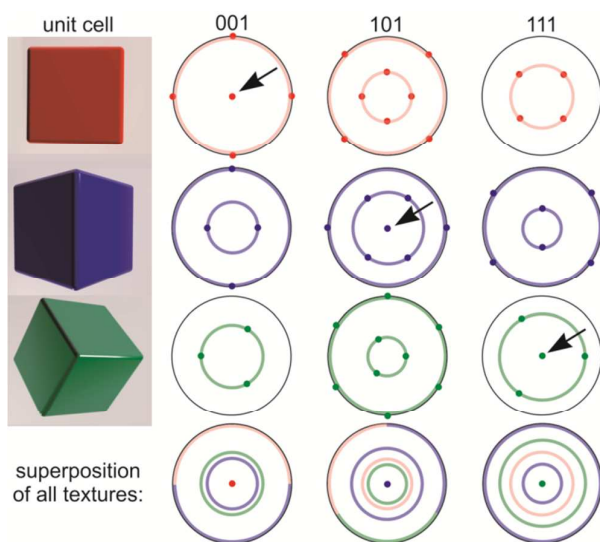 unit cell 001 101 111
superposition
of all textures: